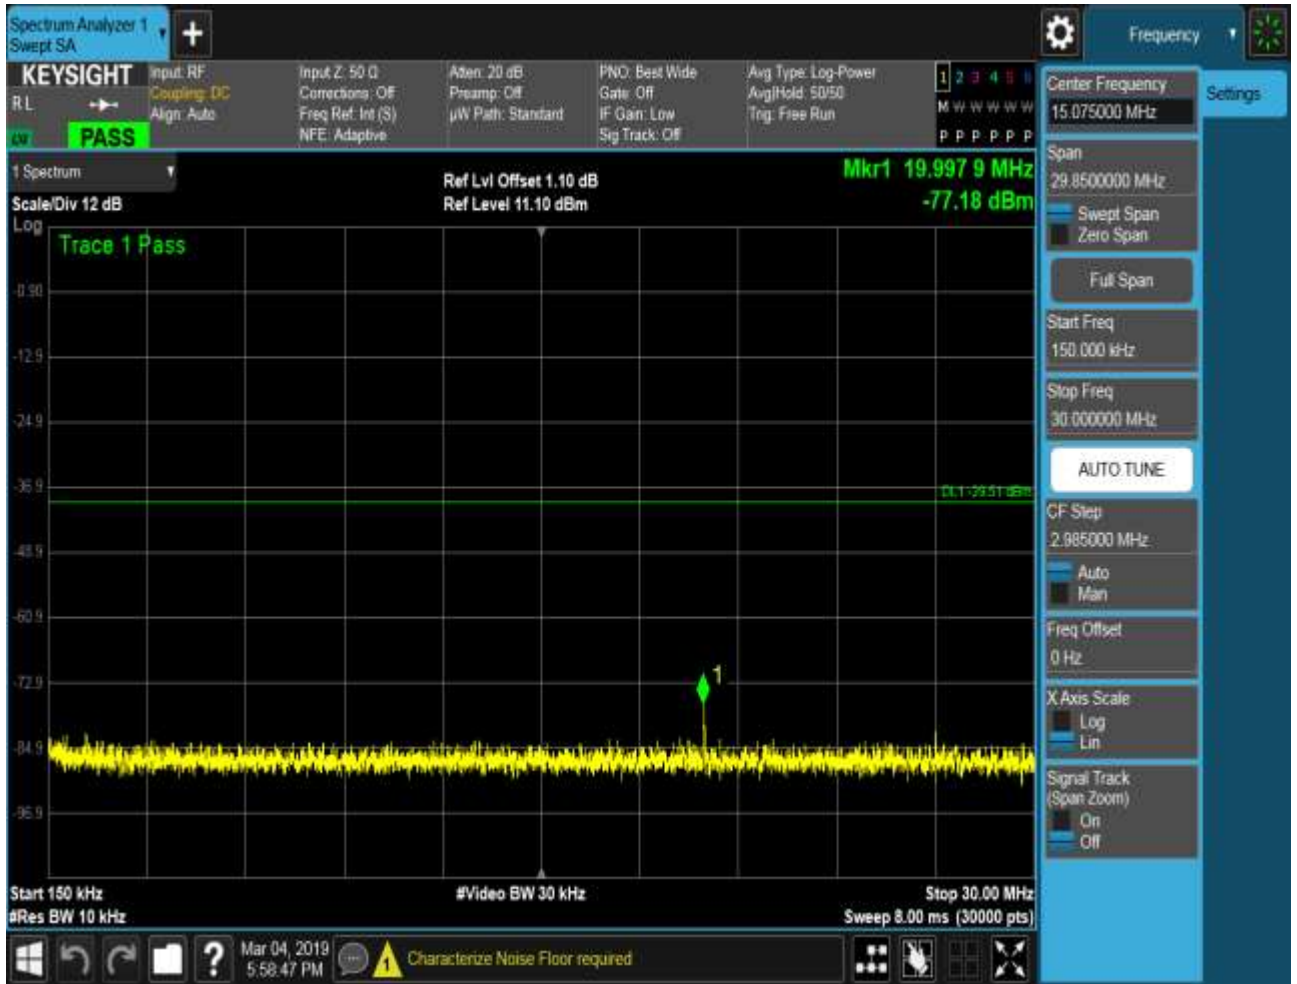 Spectrum Analyzer 1
Swept SA
+
Frequency
KEYSIGHT
R L
PASS
Input: RF
Coupling: DC
Align: Auto
Input Z: 50 Ω
Corrections: Off
Freq Ref: Int (S)
NFE: Adaptive
Atten: 20 dB
Preamp: Off
µW Path: Standard
PNO: Best Wide
Gate: Off
IF Gain: Low
Sig Track: Off
Avg Type: Log-Power
Avg|Hold: 50/50
Trig: Free Run
1 2 3 4 5 6
M W W W W W
P P P P P P
1 Spectrum
Scale/Div 12 dB
Log
Ref Lvl Offset 1.10 dB
Ref Level 11.10 dBm
Mkr1 19.997 9 MHz
-77.18 dBm
Trace 1 Pass
-0.90
-12.9
-24.9
-36.9
DL1 -39.51 dBm
-48.9
-60.9
-72.9
1
-84.9
-96.9
Start 150 kHz
#Video BW 30 kHz
Stop 30.00 MHz
#Res BW 10 kHz
Sweep 8.00 ms (30000 pts)
Center Frequency
15.075000 MHz
Settings
Span
29.8500000 MHz
Swept Span
Zero Span
Full Span
Start Freq
150.000 kHz
Stop Freq
30.000000 MHz
AUTO TUNE
CF Step
2.985000 MHz
Auto
Man
Freq Offset
0 Hz
X Axis Scale
Log
Lin
Signal Track
(Span Zoom)
On
Off
?
Mar 04, 2019
5:58:47 PM
1
Characterize Noise Floor required